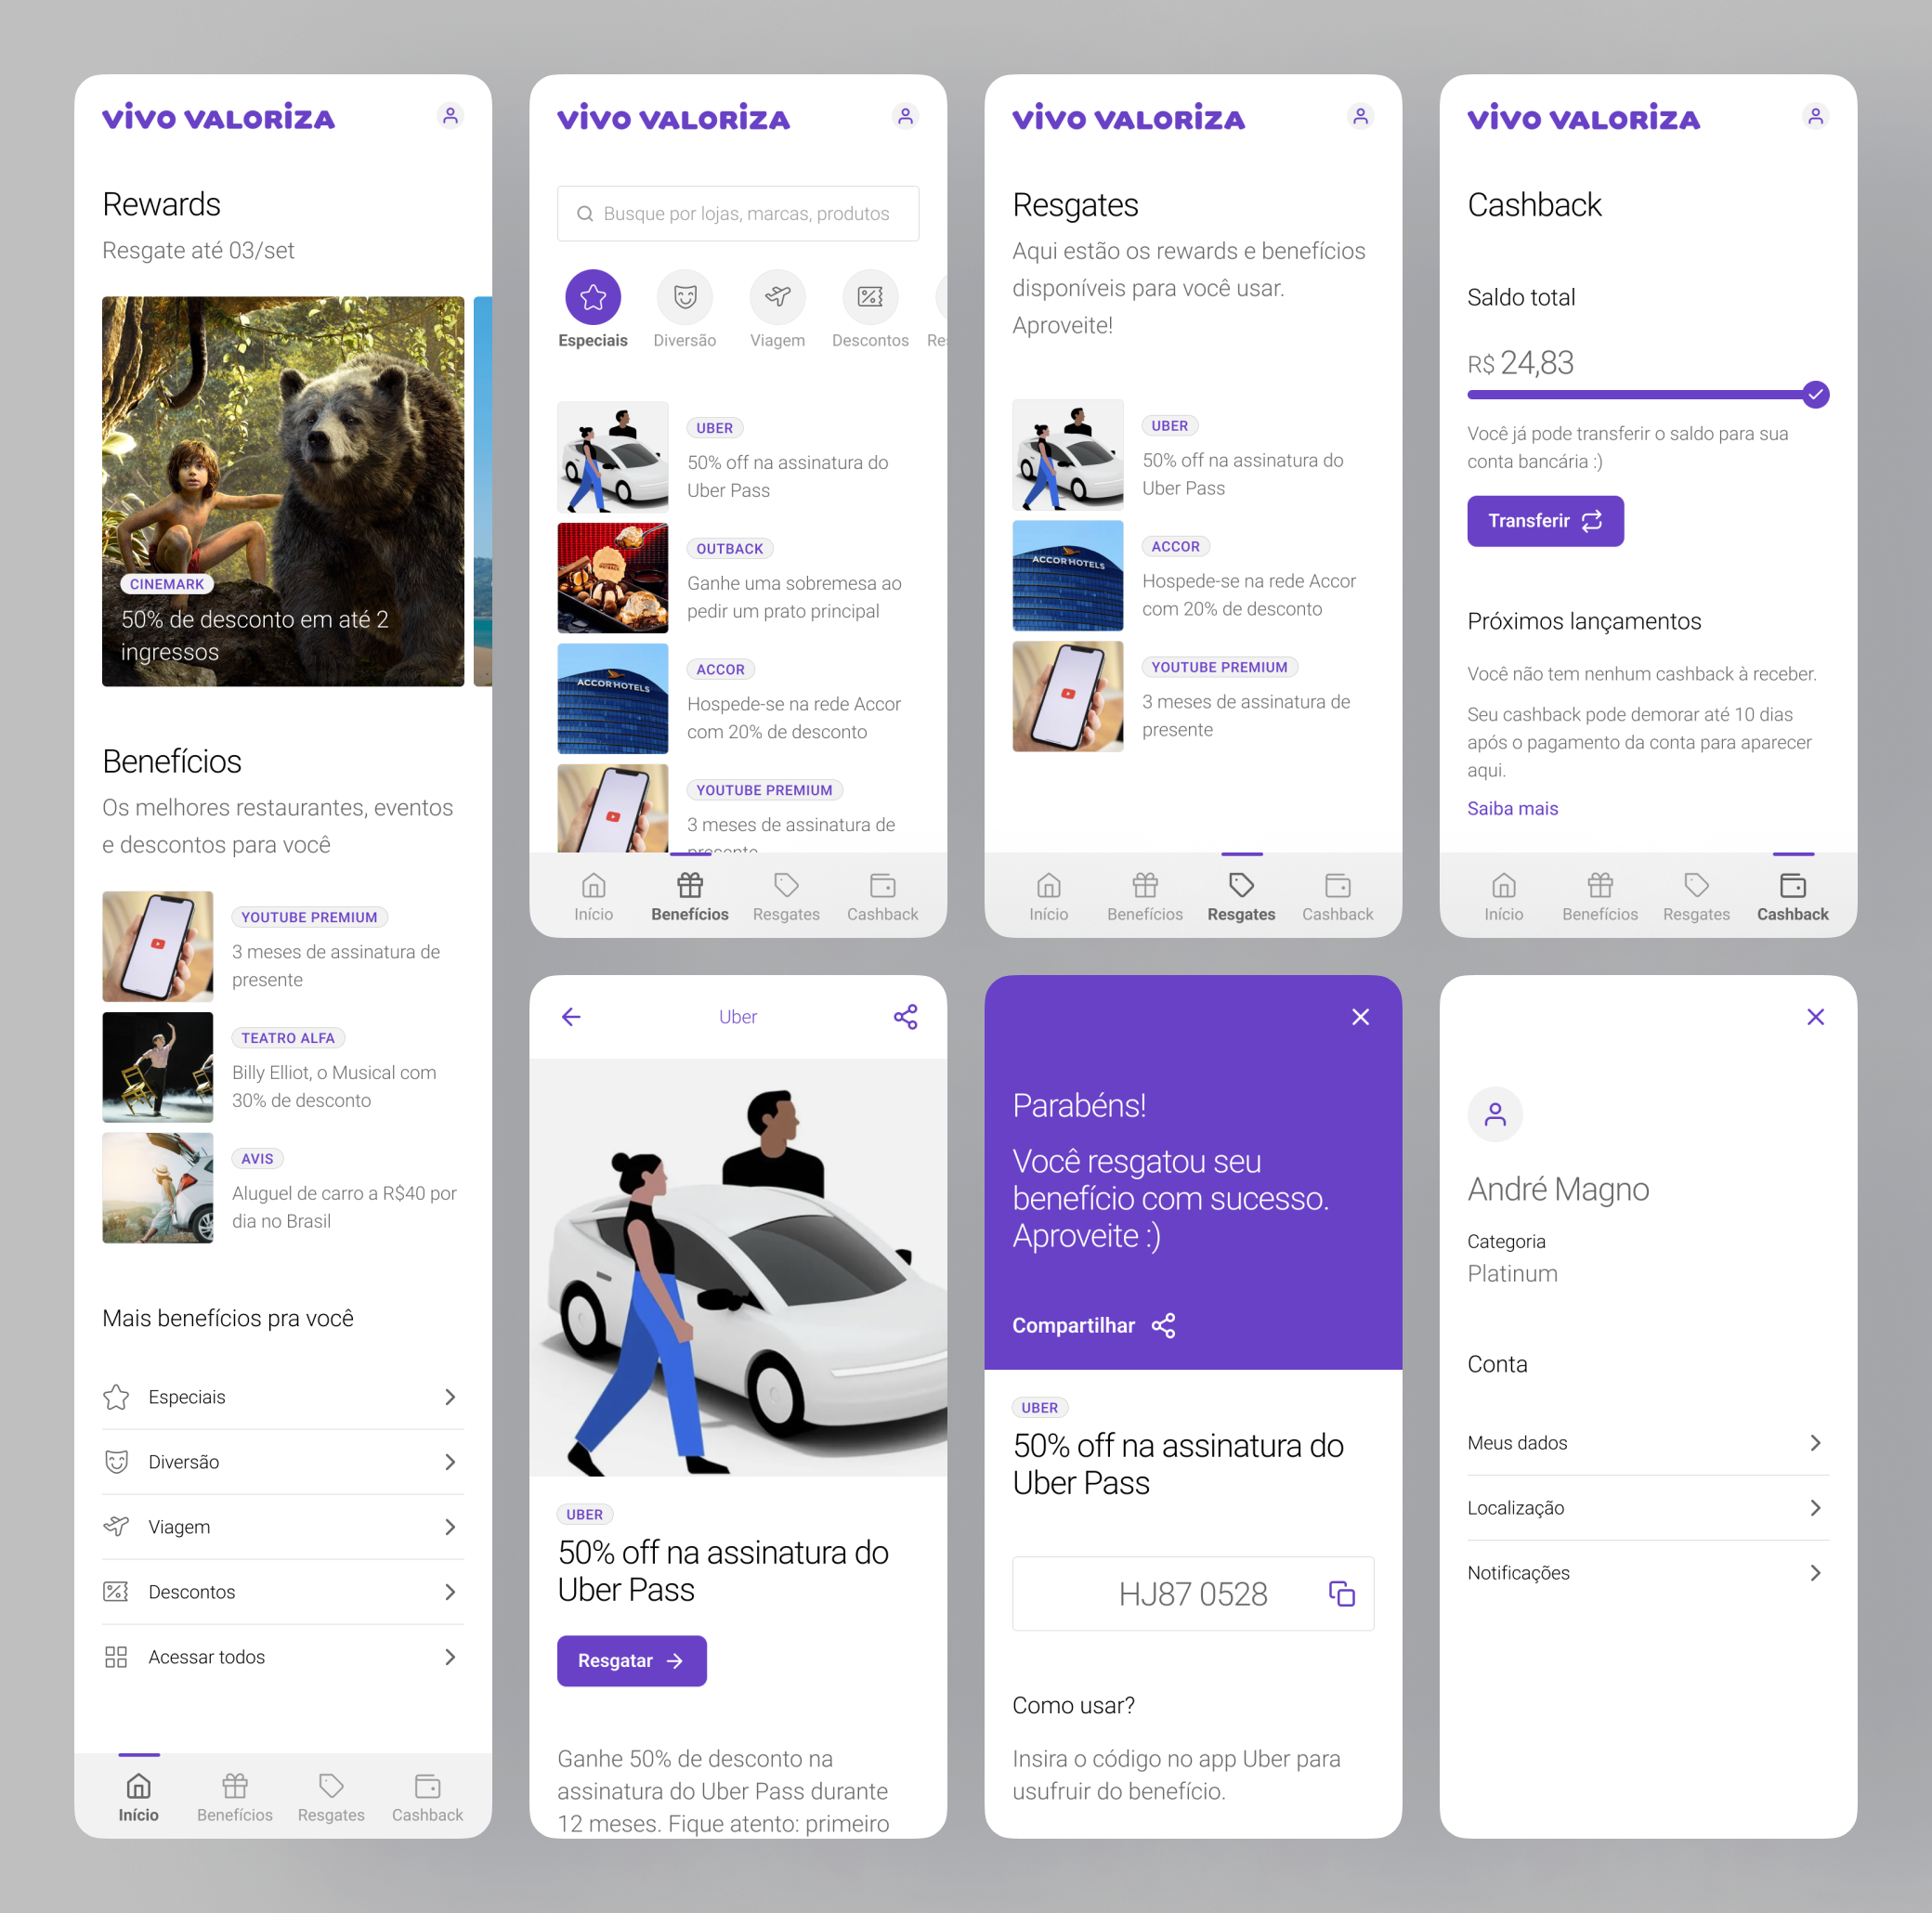 vivo VALORIZA
Rewards
Resgate até 03/set
CINEMARK
50% de desconto em até 2
ingressos
Benefícios
Os melhores restaurantes, eventos
e descontos para você
YOUTUBE PREMIUM
3 meses de assinatura de
presente
TEATRO ALFA
Billy Elliot, o Musical com
30% de desconto
AVIS
Aluguel de carro a R$40 por
dia no Brasil
Mais benefícios pra você
Especiais
Diversão
Viagem
Descontos
Acessar todos
Início
Benefícios
Resgates
Cashback
vivo VALORIZA
Busque por lojas, marcas, produtos
Especiais
Diversão
Viagem
Descontos
Res
UBER
50% off na assinatura do
Uber Pass
OUTBACK
Ganhe uma sobremesa ao
pedir um prato principal
ACCOR HOTELS
ACCOR
Hospede-se na rede Accor
com 20% de desconto
YOUTUBE PREMIUM
3 meses de assinatura de
presente
Início
Benefícios
Resgates
Cashback
vivo VALORIZA
Resgates
Aqui estão os rewards e benefícios
disponíveis para você usar.
Aproveite!
UBER
50% off na assinatura do
Uber Pass
ACCOR HOTELS
ACCOR
Hospede-se na rede Accor
com 20% de desconto
YOUTUBE PREMIUM
3 meses de assinatura de
presente
Início
Benefícios
Resgates
Cashback
vivo VALORIZA
Cashback
Saldo total
R$ 24,83
Você já pode transferir o saldo para sua
conta bancária :)
Transferir
Próximos lançamentos
Você não tem nenhum cashback à receber.
Seu cashback pode demorar até 10 dias
após o pagamento da conta para aparecer
aqui.
Saiba mais
Início
Benefícios
Resgates
Cashback
Uber
UBER
50% off na assinatura do
Uber Pass
Resgatar
Ganhe 50% de desconto na
assinatura do Uber Pass durante
12 meses. Fique atento: primeiro
Parabéns!
Você resgatou seu
benefício com sucesso.
Aproveite :)
Compartilhar
UBER
50% off na assinatura do
Uber Pass
HJ87 0528
Como usar?
Insira o código no app Uber para
usufruir do benefício.
André Magno
Categoria
Platinum
Conta
Meus dados
Localização
Notificações